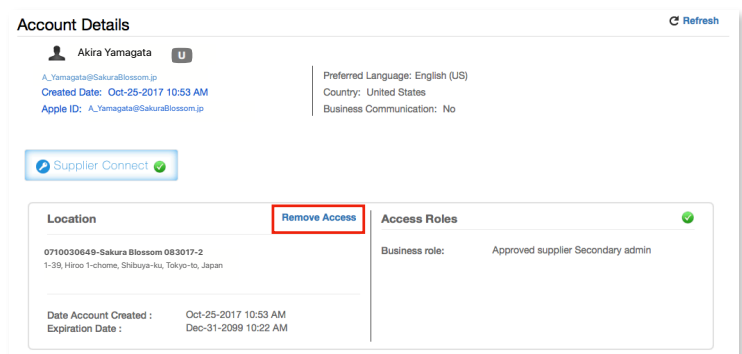 Account Details
Refresh
Akira Yamagata U
A_Yamagata@SakuraBlossom.jp
Created Date: Oct-25-2017 10:53 AM
Apple ID: A_Yamagata@SakuraBlossom.jp
Preferred Language: English (US)
Country: United States
Business Communication: No
Supplier Connect
Location
Remove Access
0710030649-Sakura Blossom 083017-2
1-39, Hiroo 1-chome, Shibuya-ku, Tokyo-to, Japan
Date Account Created : Oct-25-2017 10:53 AM
Expiration Date : Dec-31-2099 10:22 AM
Access Roles
Business role: Approved supplier Secondary admin